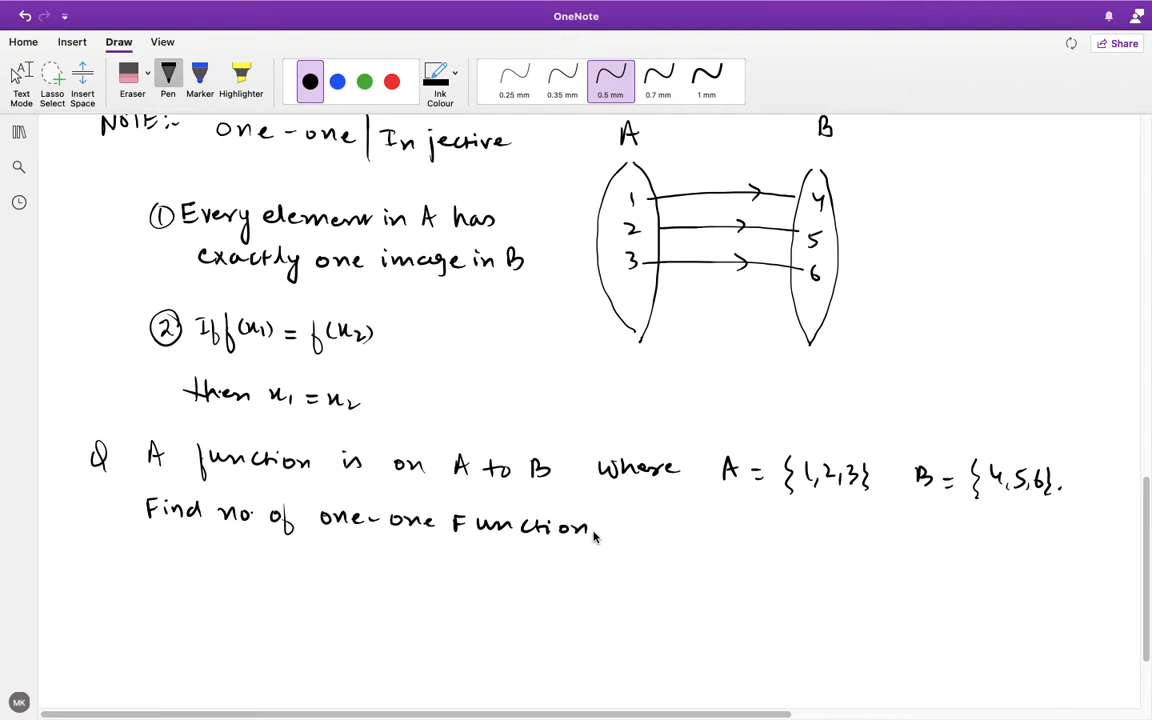 OneNote
Home Insert Draw View
Share
Text Mode
Lasso Select
Insert Space
Eraser
Pen
Marker
Highlighter
Ink Colour
0.25 mm
0.35 mm
0.5 mm
0.7 mm
1 mm
NOTE:- one-one | Injective
A B
① Every element in A has
exactly one image in B
1 4
2 5
3 6
② If f(x1) = f(x2)
then x1 = x2
Q A function is on A to B where A = {1,2,3} B = {4,5,6}.
Find no. of one-one Function.
MK